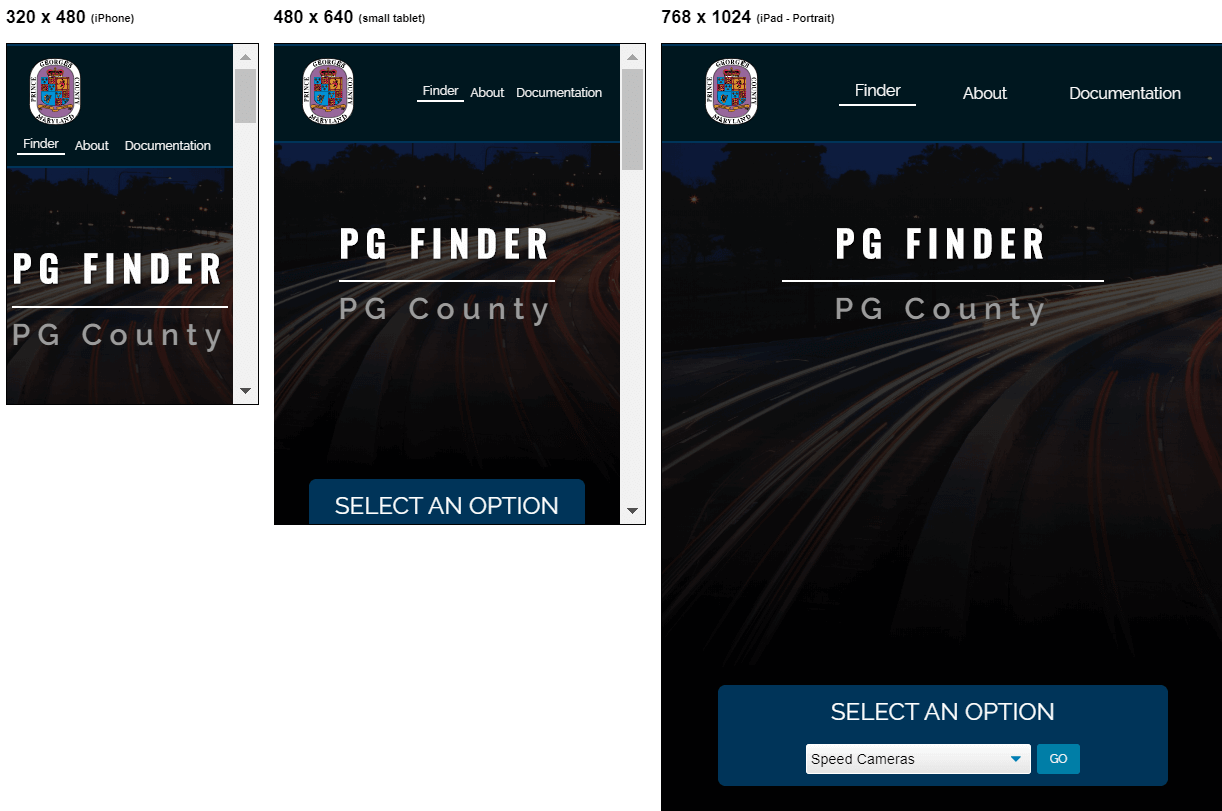 320 x 480 (iPhone)
GEORGE'S
PRINCE
COUNTY
MARYLAND
Finder About Documentation
PG FINDER
PG County
480 x 640 (small tablet)
GEORGE'S
PRINCE
COUNTY
MARYLAND
Finder About Documentation
PG FINDER
PG County
SELECT AN OPTION
768 x 1024 (iPad - Portrait)
GEORGE'S
PRINCE
COUNTY
MARYLAND
Finder About Documentation
PG FINDER
PG County
SELECT AN OPTION
Speed Cameras GO